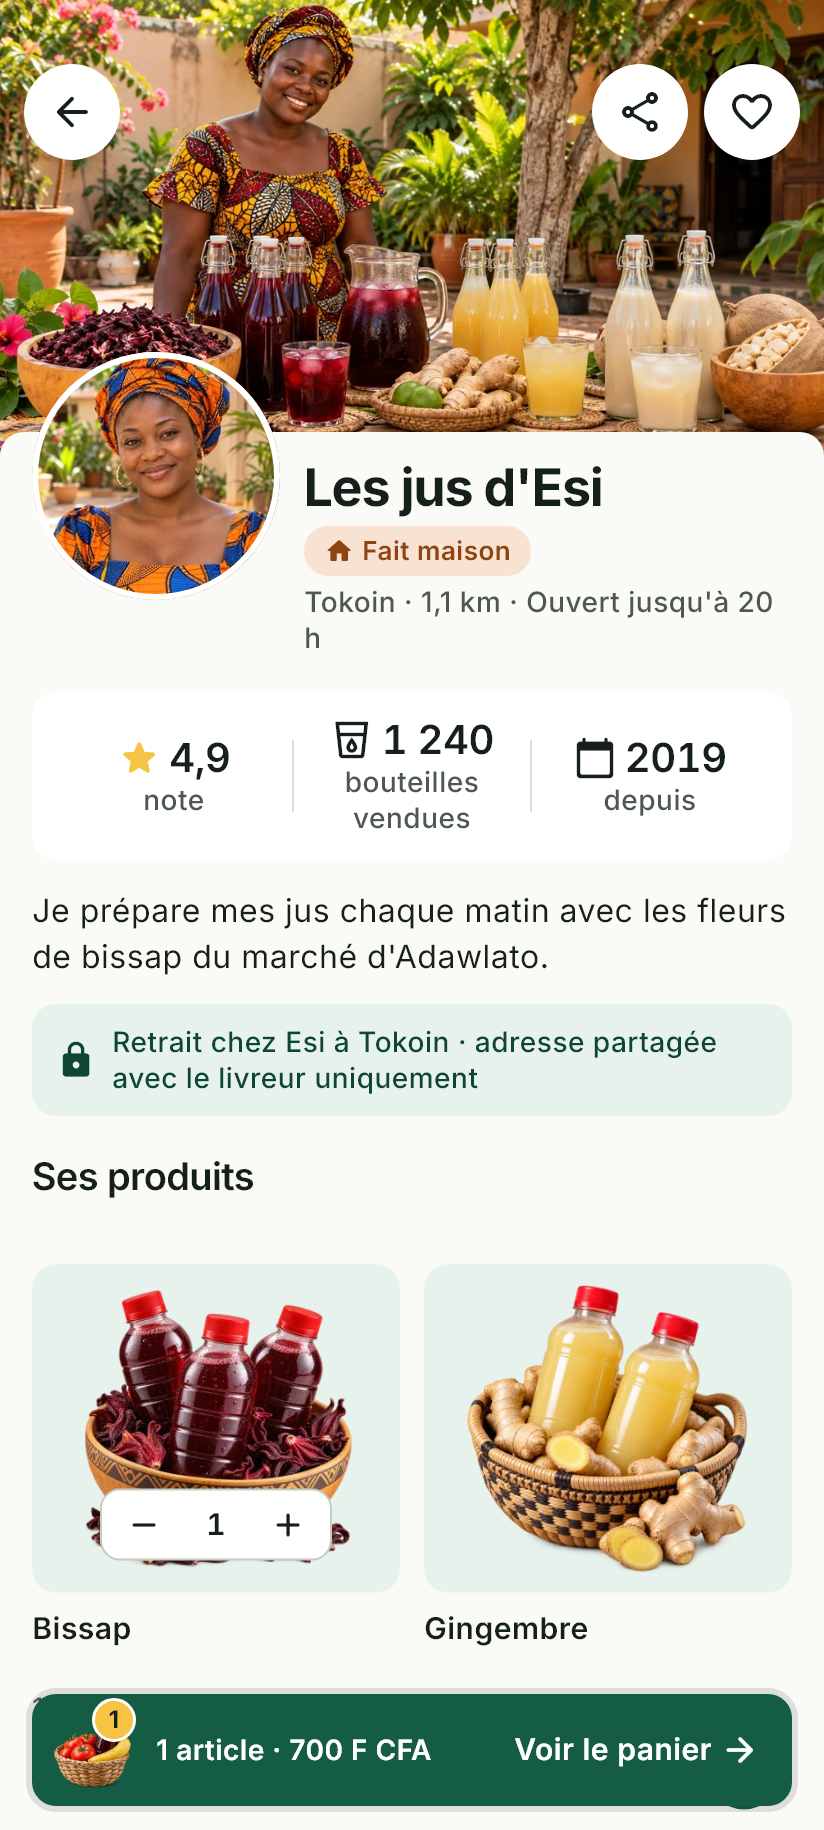 Les jus d'Esi
Fait maison
Tokoin · 1,1 km · Ouvert jusqu'à 20
h
4,9
note
1 240
bouteilles
vendues
2019
depuis
Je prépare mes jus chaque matin avec les fleurs
de bissap du marché d'Adawlato.
Retrait chez Esi à Tokoin · adresse partagée
avec le livreur uniquement
Ses produits
1
Bissap
Gingembre
1
1 article · 700 F CFA
Voir le panier